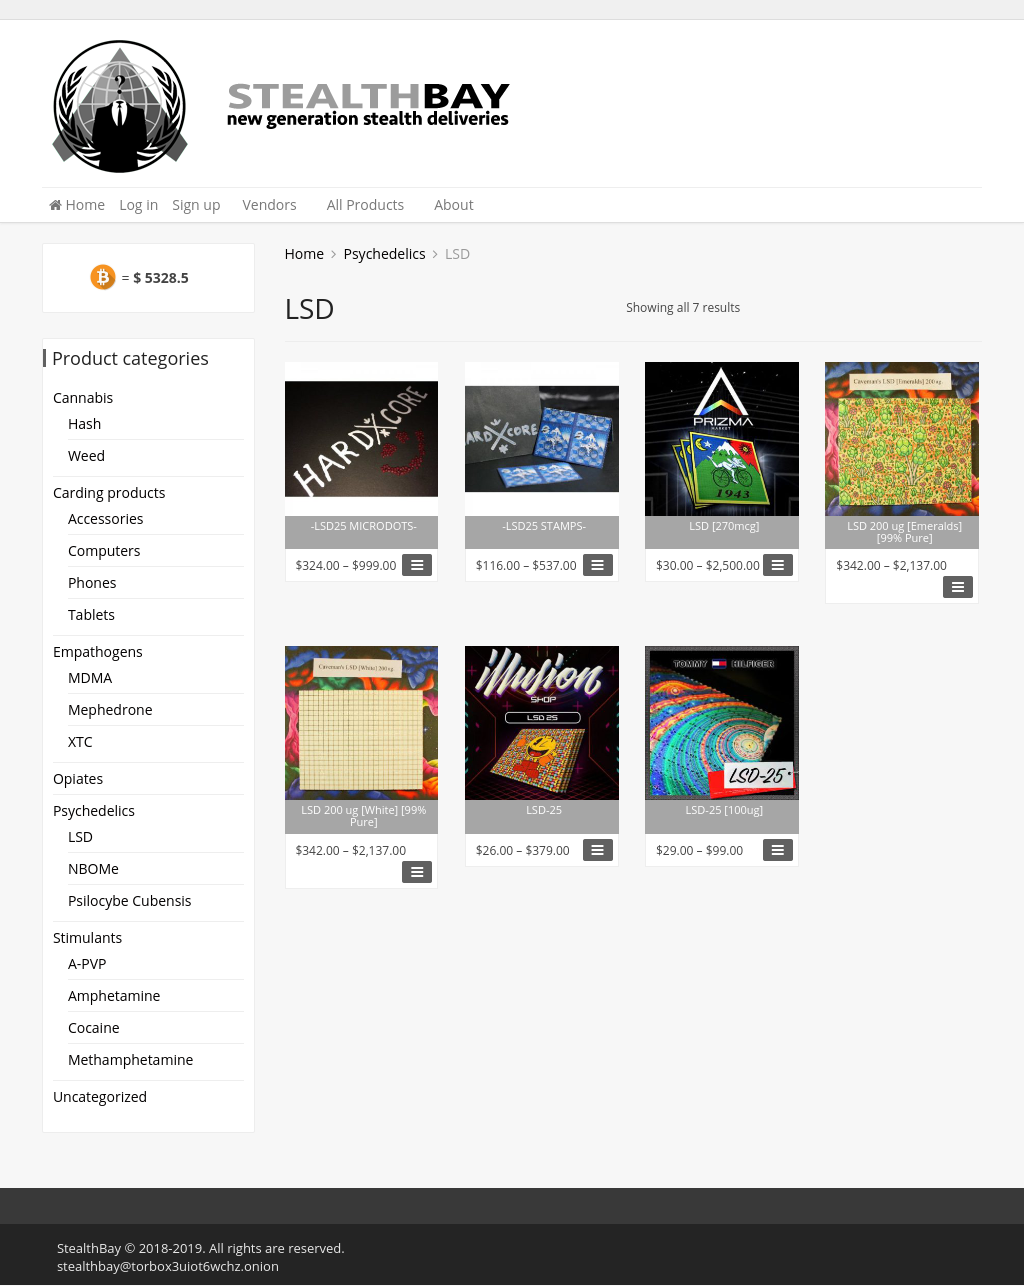 ?
STEALTHBAY
new generation stealth deliveries
Home Log in Sign up Vendors All Products About
= $ 5328.5
Product categories
Cannabis
Hash
Weed
Carding products
Accessories
Computers
Phones
Tablets
Empathogens
MDMA
Mephedrone
XTC
Opiates
Psychedelics
LSD
NBOMe
Psilocybe Cubensis
Stimulants
A-PVP
Amphetamine
Cocaine
Methamphetamine
Uncategorized
Home > Psychedelics > LSD
LSD
Showing all 7 results
HARDXCORE
-LSD25 MICRODOTS-
$324.00 – $999.00
ARDXCORE
-LSD25 STAMPS-
$116.00 – $537.00
PRIZMA
MARKET
1943
LSD [270mcg]
$30.00 – $2,500.00
Caveman's LSD [Emeralds] 200ug.
LSD 200 ug [Emeralds]
[99% Pure]
$342.00 – $2,137.00
Caveman's LSD [White] 200ug.
LSD 200 ug [White] [99%
Pure]
$342.00 – $2,137.00
illusion
SHOP
LSD 25
LSD-25
$26.00 – $379.00
TOMMY HILFIGER
LSD-25
LSD-25 [100ug]
$29.00 – $99.00
StealthBay © 2018-2019. All rights are reserved.
stealthbay@torbox3uiot6wchz.onion